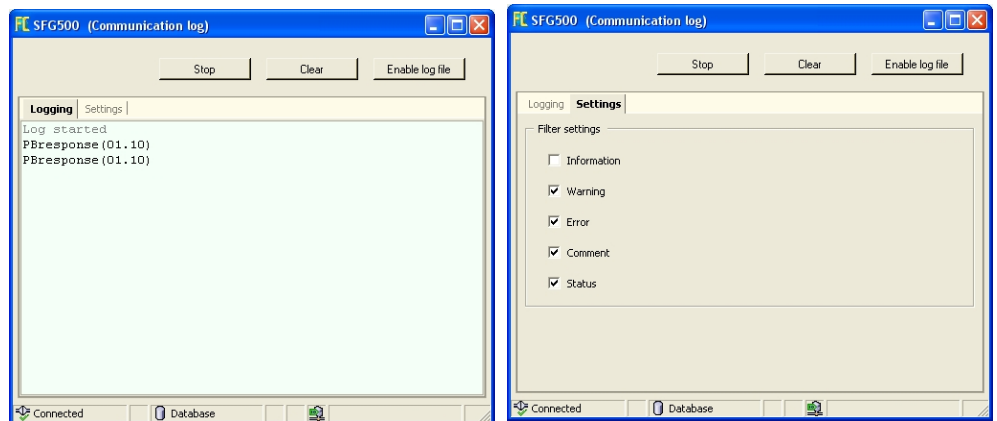 FC SFG500 (Communication log)
Stop Clear Enable log file
Logging Settings
Log started
PBresponse(01.10)
PBresponse(01.10)
Connected Database
FC SFG500 (Communication log)
Stop Clear Enable log file
Logging Settings
Filter settings
Information
Warning
Error
Comment
Status
Connected Database